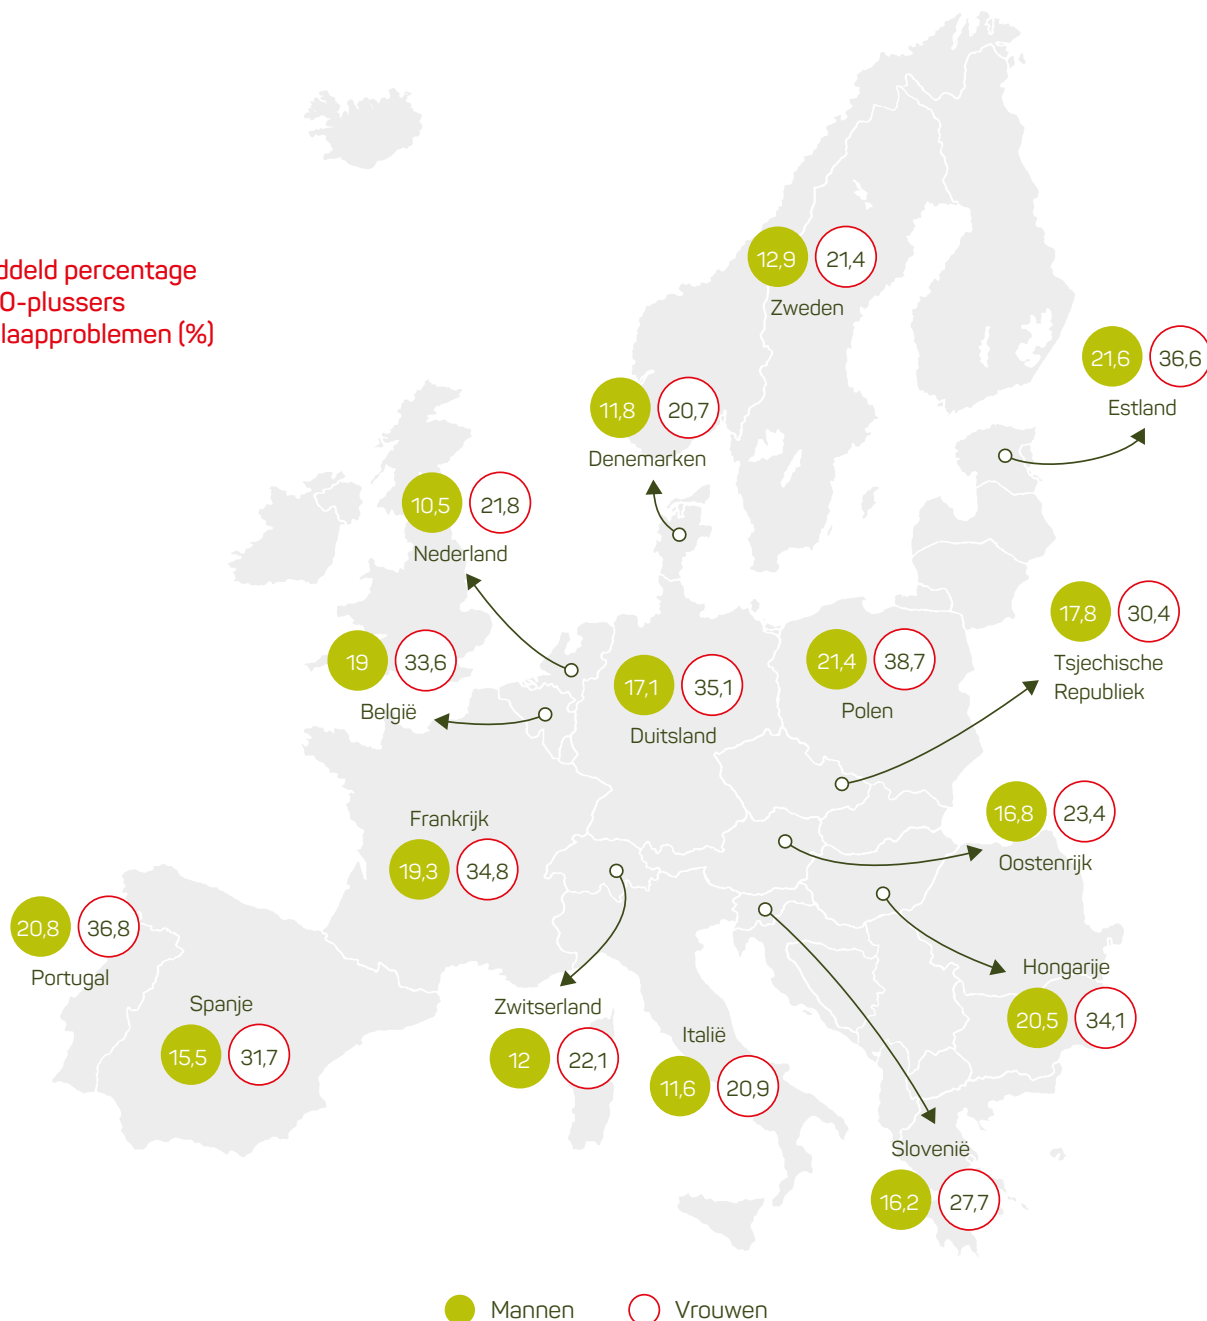 ddeld percentage
0-plussers
laapproblemen (%)
12,9 21,4
Zweden
21,6 36,6
Estland
11,8 20,7
Denemarken
10,5 21,8
Nederland
17,8 30,4
Tsjechische
Republiek
19 33,6
België
17,1 35,1
Duitsland
21,4 38,7
Polen
16,8 23,4
Oostenrijk
Frankrijk
19,3 34,8
20,8 36,8
Portugal
Spanje
15,5 31,7
Zwitserland
12 22,1
Italië
11,6 20,9
Hongarije
20,5 34,1
Slovenië
16,2 27,7
Mannen Vrouwen